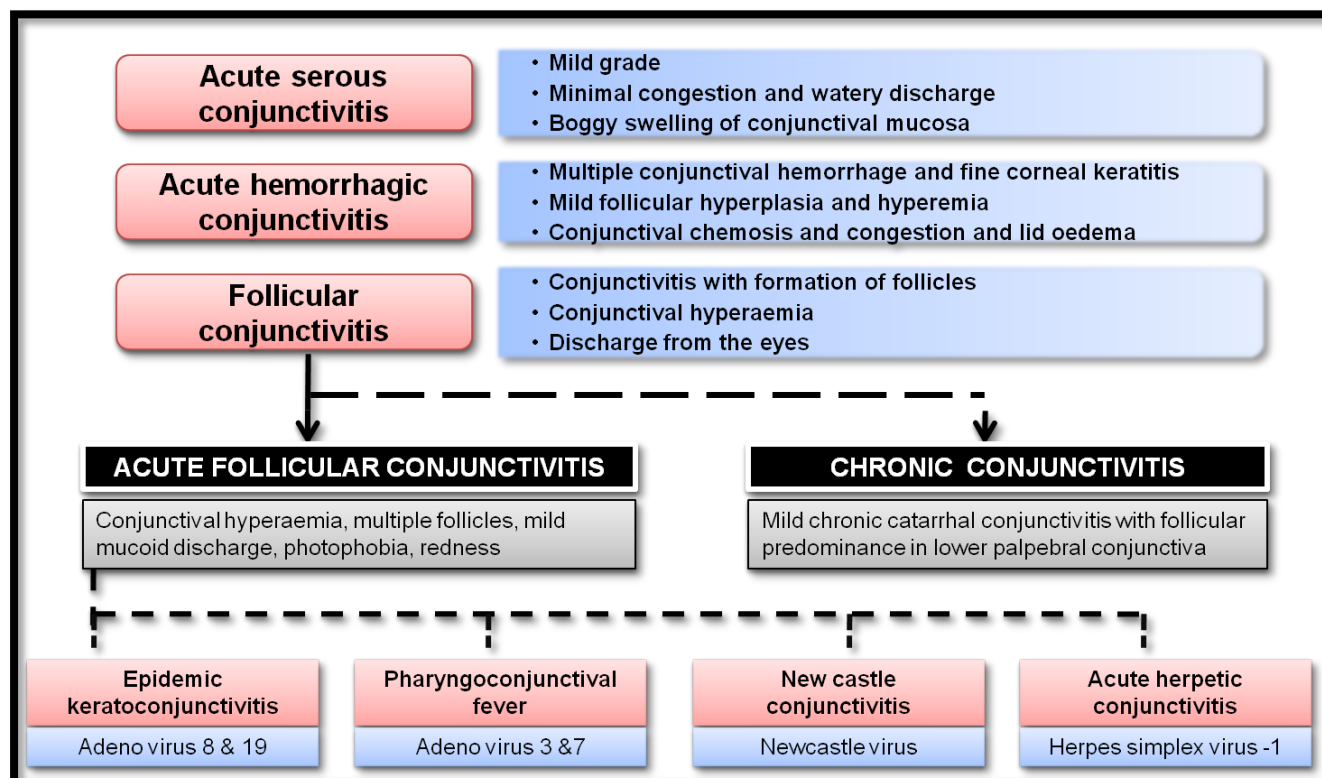 Acute serous
conjunctivitis
• Mild grade
• Minimal congestion and watery discharge
• Boggy swelling of conjunctival mucosa
Acute hemorrhagic
conjunctivitis
• Multiple conjunctival hemorrhage and fine corneal keratitis
• Mild follicular hyperplasia and hyperemia
• Conjunctival chemosis and congestion and lid oedema
Follicular
conjunctivitis
• Conjunctivitis with formation of follicles
• Conjunctival hyperaemia
• Discharge from the eyes
ACUTE FOLLICULAR CONJUNCTIVITIS
Conjunctival hyperaemia, multiple follicles, mild
mucoid discharge, photophobia, redness
CHRONIC CONJUNCTIVITIS
Mild chronic catarrhal conjunctivitis with follicular
predominance in lower palpebral conjunctiva
Epidemic
keratoconjunctivitis
Adeno virus 8 & 19
Pharyngoconjunctival
fever
Adeno virus 3 &7
New castle
conjunctivitis
Newcastle virus
Acute herpetic
conjunctivitis
Herpes simplex virus -1